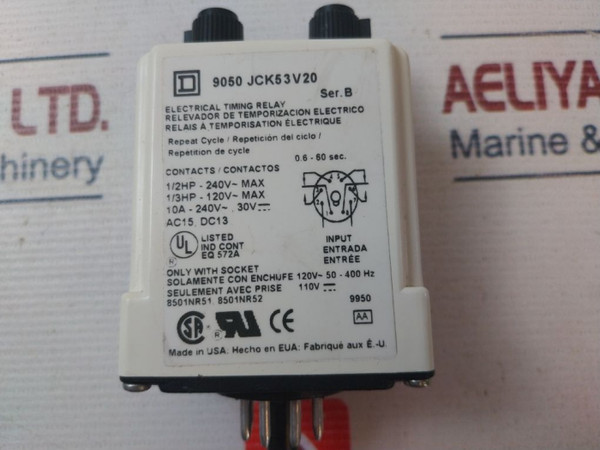 D 9050 JCK53V20
Ser. B
ELECTRICAL TIMING RELAY
RELEVADOR DE TEMPORIZACION ELECTRICO
RELAIS À TEMPORISATION ÉLECTRIQUE
Repeat Cycle / Repetición del ciclo /
Repetition de cycle
0.6 - 60 sec.
CONTACTS / CONTACTOS
1/2HP - 240V~ MAX
1/3HP - 120V~ MAX
10A - 240V~ , 30V⎓
AC15, DC13
UL ®
LISTED
IND CONT
EQ 572A
INPUT
ENTRADA
ENTRÉE
ONLY WITH SOCKET
SOLAMENTE CON ENCHUFE
SEULEMENT AVEC PRISE
8501NR51, 8501NR52
120V~ 50 - 400 Hz
110V ⎓
9950
AA
SA ® RU CE
Made in USA. Hecho en EUA: Fabriqué aux É.-U.
LTD.
hinery
AELIYA
Marine &